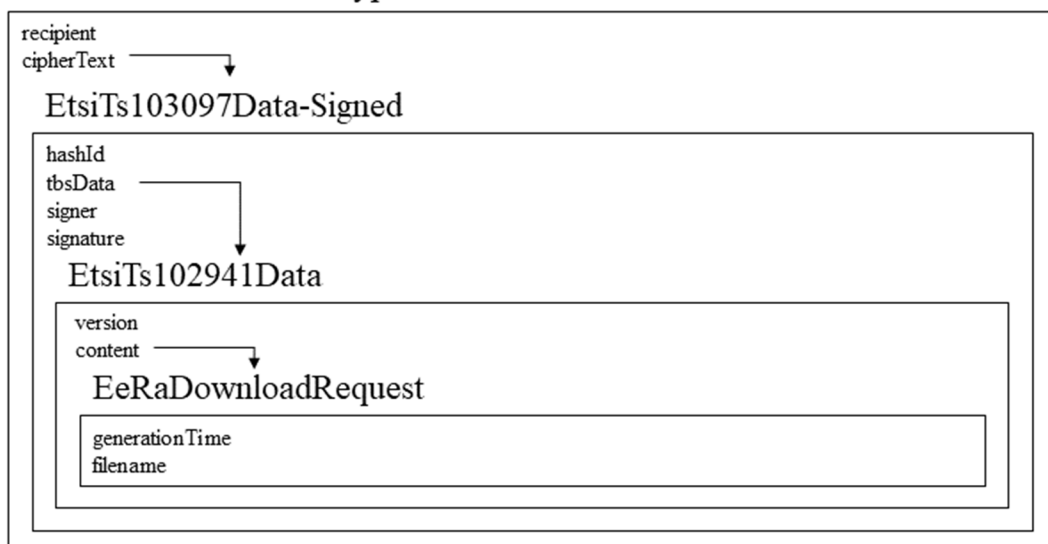 recipient
cipherText
EtsiTs103097Data-Signed
hashId
tbsData
signer
signature
EtsiTs102941Data
version
content
EeRaDownloadRequest
generationTime
filename